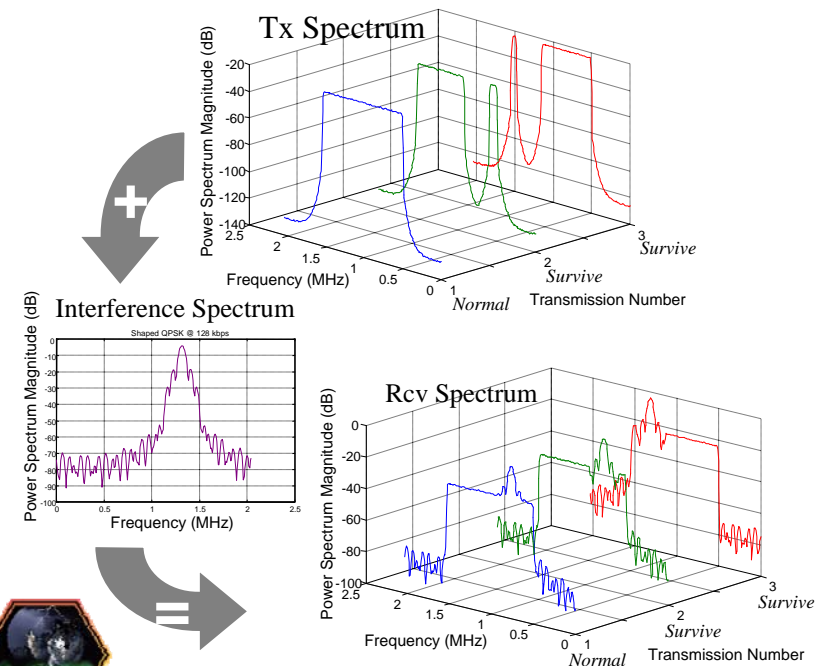 Tx Spectrum
Power Spectrum Magnitude (dB)
-20
-40
-60
-80
-100
-120
-140
2.5
2
1.5
1
0.5
0
Frequency (MHz)
1
2
3
Normal
Survive
Survive
Transmission Number
+
Interference Spectrum
Shaped QPSK @ 128 kbps
Power Spectrum Magnitude (dB)
0
-10
-20
-30
-40
-50
-60
-70
-80
-90
-100
0
0.5
1
1.5
2
2.5
Frequency (MHz)
=
Rcv Spectrum
Power Spectrum Magnitude (dB)
0
-20
-40
-60
-80
-100
2.5
2
1.5
1
0.5
0
Frequency (MHz)
1
2
3
Normal
Survive
Survive
Transmission Number